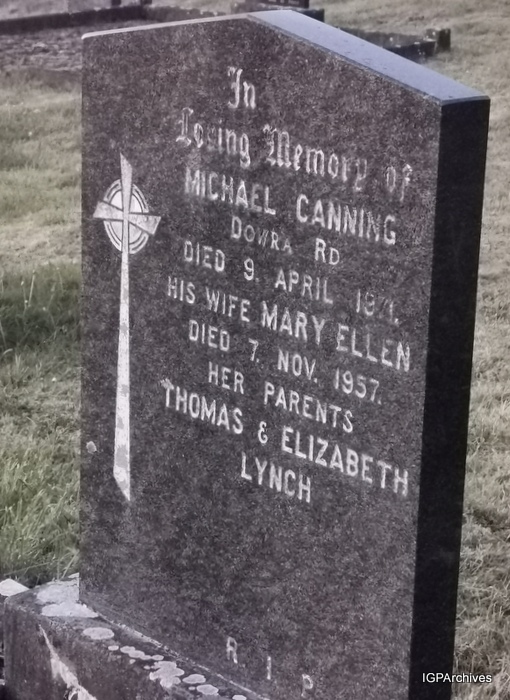 In
Loving Memory of
MICHAEL CANNING
DOWRA RD
DIED 9. APRIL
HIS WIFE MARY ELLEN
DIED 7. NOV. 1957.
HER PARENTS
THOMAS & ELIZABETH
LYNCH
R I P
IGPArchives